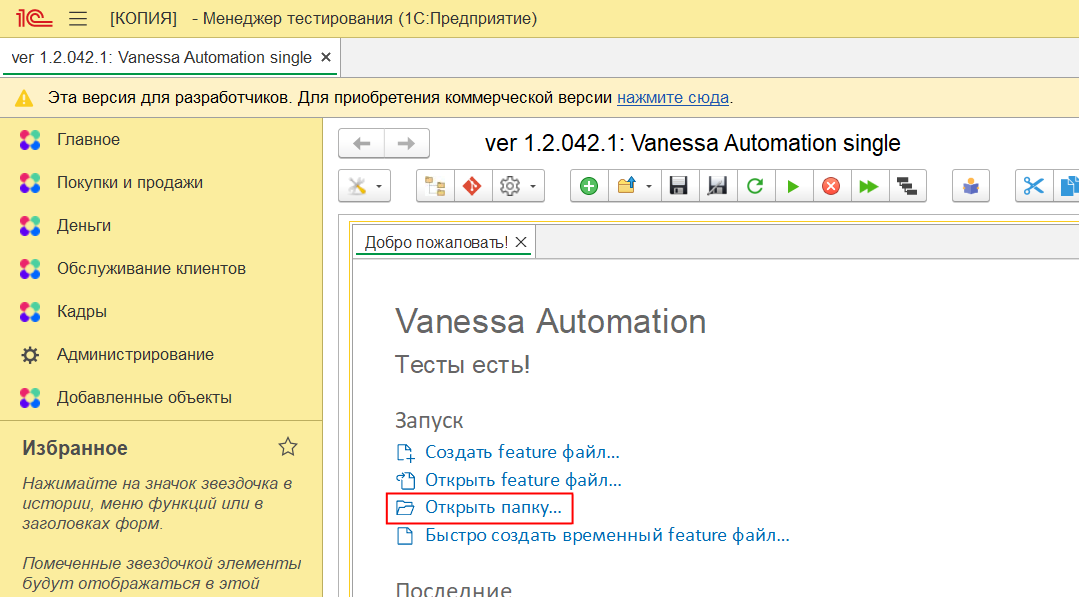 1С [КОПИЯ] - Менеджер тестирования (1С:Предприятие)
ver 1.2.042.1: Vanessa Automation single ×
Эта версия для разработчиков. Для приобретения коммерческой версии нажмите сюда.
Главное
Покупки и продажи
Деньги
Обслуживание клиентов
Кадры
Администрирование
Добавленные объекты
Избранное
Нажимайте на значок звездочка в
истории, меню функций или в
заголовках форм.
Помеченные звездочкой элементы
будут отображаться в этой
ver 1.2.042.1: Vanessa Automation single
Добро пожаловать! ×
Vanessa Automation
Тесты есть!
Запуск
Создать feature файл...
Открыть feature файл...
Открыть папку...
Быстро создать временный feature файл...
Последние